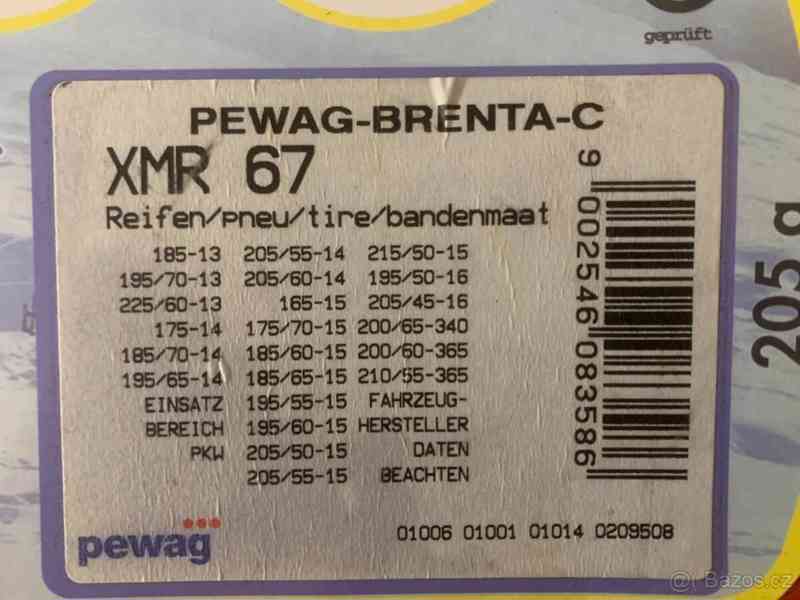 geprüft
PEWAG-BRENTA-C
XMR 67
Reifen/pneu/tire/bandenmaat
185-13 205/55-14 215/50-15
195/70-13 205/60-14 195/50-16
225/60-13 165-15 205/45-16
175-14 175/70-15 200/65-340
185/70-14 185/60-15 200/60-365
195/65-14 185/65-15 210/55-365
EINSATZ 195/55-15 FAHRZEUG-
BEREICH 195/60-15 HERSTELLER
PKW 205/50-15 DATEN
205/55-15 BEACHTEN
9 002546 083586
205 g
pewag
01006 01001 01014 0209508
@ Bazos.cz